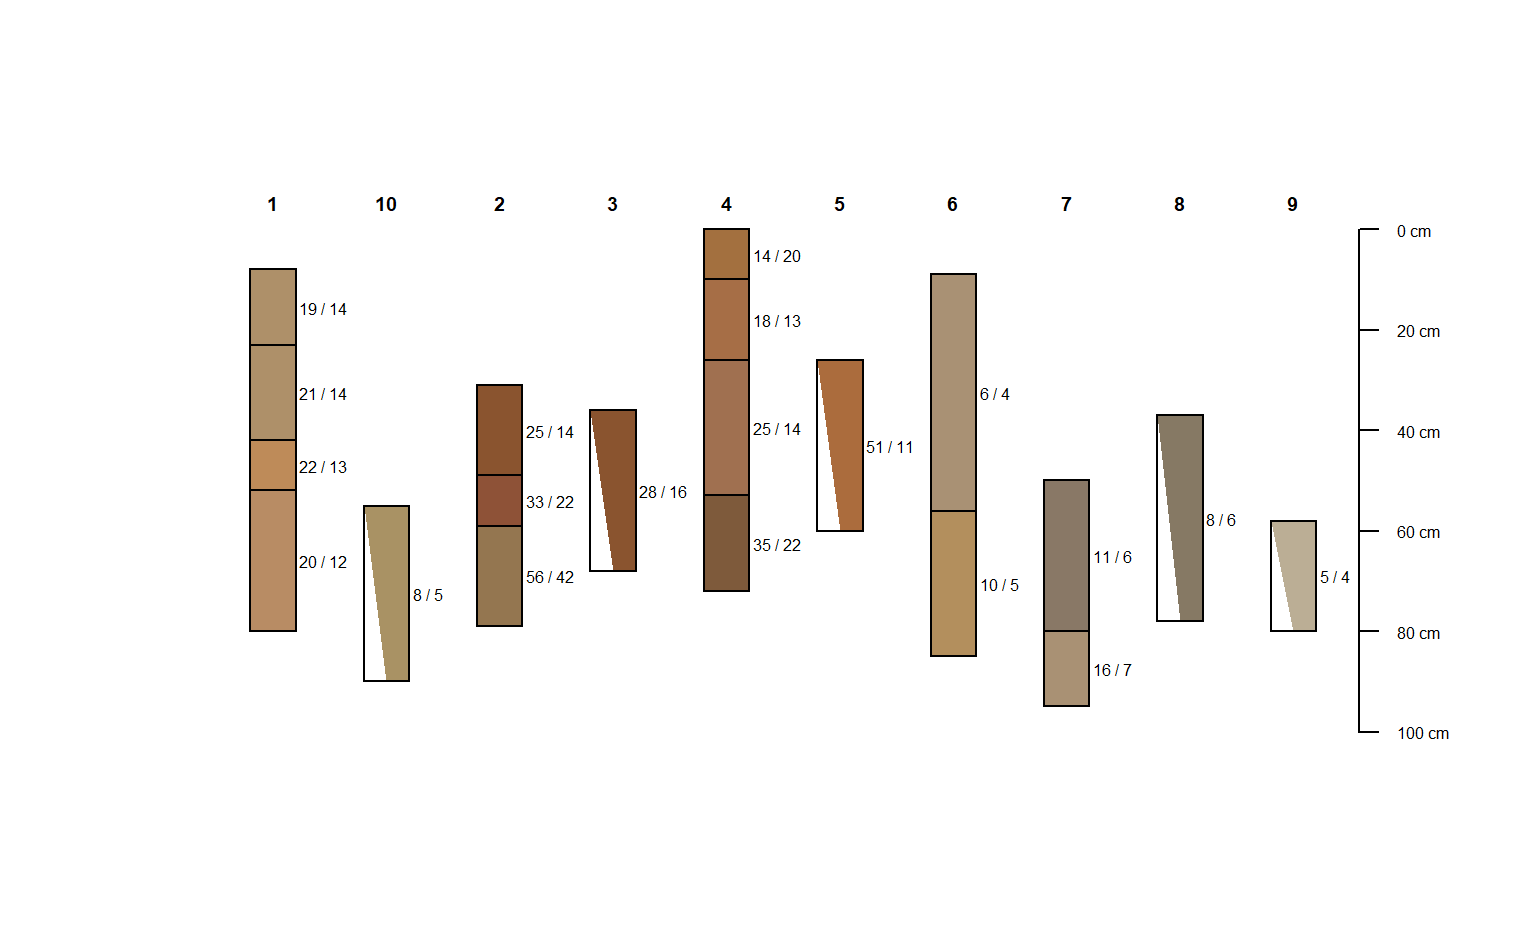 1 10 2 3 4 5 6 7 8 9
0 cm
14 / 20
19 / 14
18 / 13
20 cm
21 / 14
6 / 4
25 / 14
25 / 14
40 cm
51 / 11
22 / 13
28 / 16
33 / 22
8 / 6
60 cm
35 / 22
11 / 6
20 / 12
56 / 42
5 / 4
10 / 5
8 / 5
80 cm
16 / 7
100 cm